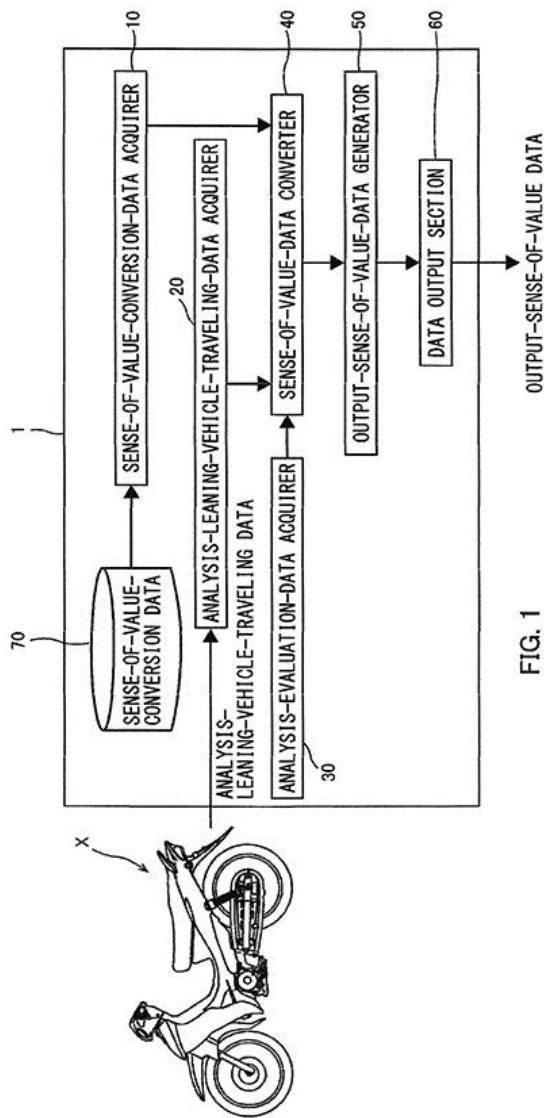 1
70
SENSE-OF-VALUE-
CONVERSION DATA
SENSE-OF-VALUE-CONVERSION-DATA ACQUIRER
10
20
ANALYSIS-LEANING-VEHICLE-TRAVELING-DATA ACQUIRER
X
ANALYSIS-
LEANING-VEHICLE-TRAVELING DATA
ANALYSIS-EVALUATION-DATA ACQUIRER
30
SENSE-OF-VALUE-DATA CONVERTER
40
OUTPUT-SENSE-OF-VALUE-DATA GENERATOR
50
DATA OUTPUT SECTION
60
OUTPUT-SENSE-OF-VALUE DATA
FIG. 1